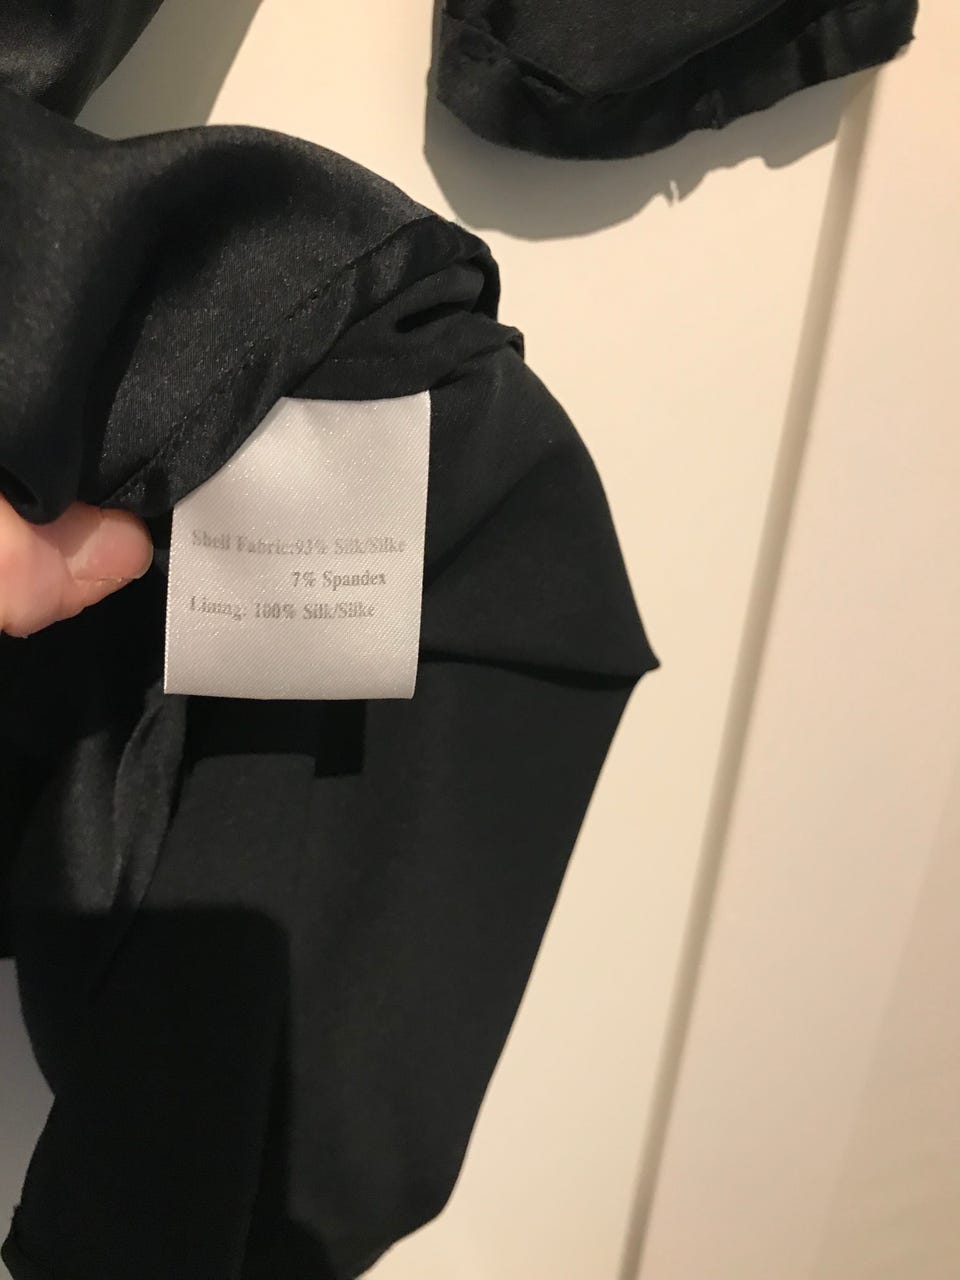 Shell Fabric:93% Silk/Silke
7% Spandex
Lining: 100% Silk/Silke